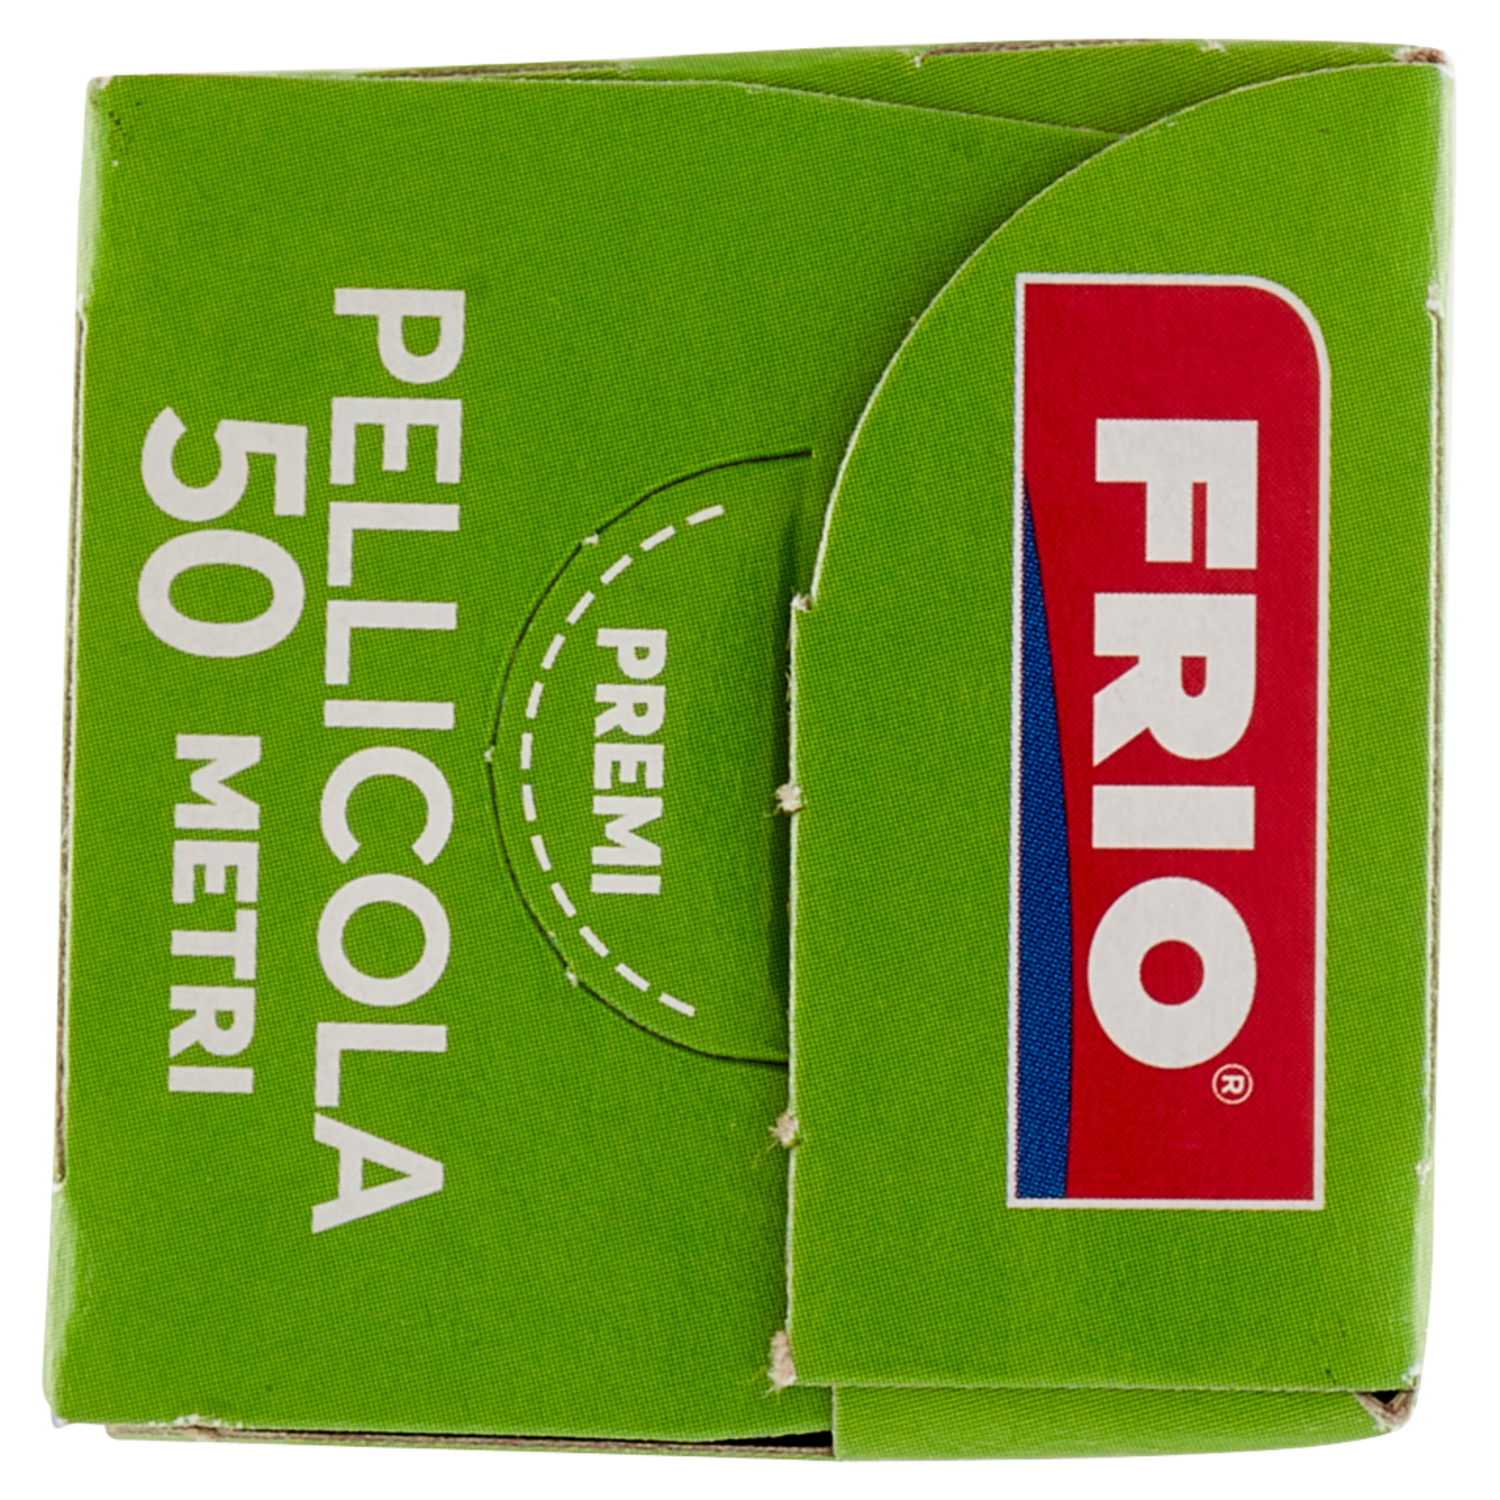 FRIO®
PREMI
PELLICOLA
50 METRI